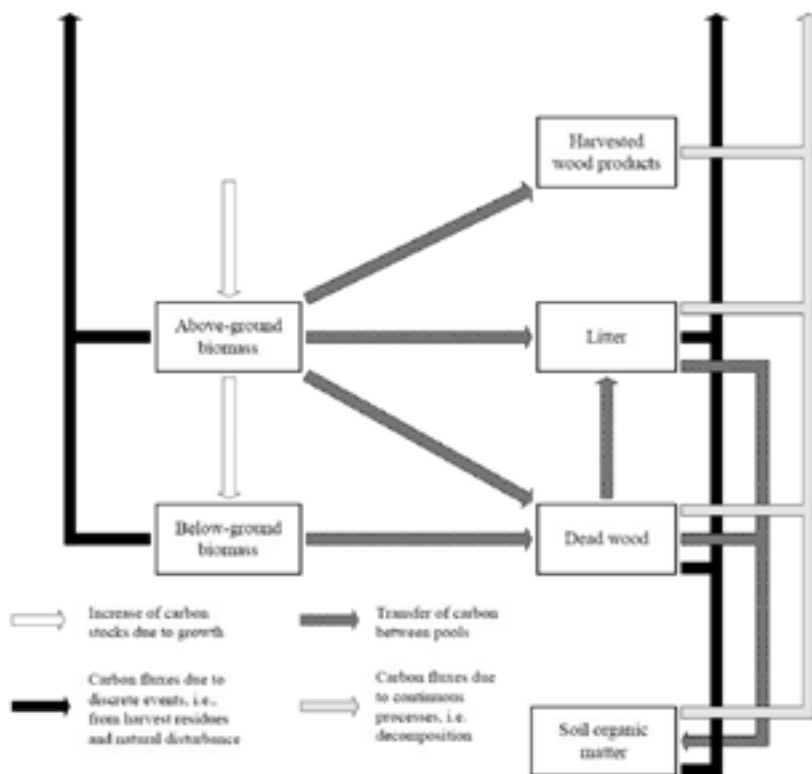 Harvested
wood products
Above-ground
biomass
Litter
Below-ground
biomass
Dead wood
Increase of carbon
stocks due to growth
Transfer of carbon
between pools
Carbon fluxes due to
discrete events, i.e.,
from harvest residues
and natural disturbance
Carbon fluxes due
to continuous
processes, i.e.
decomposition
Soil organic
matter